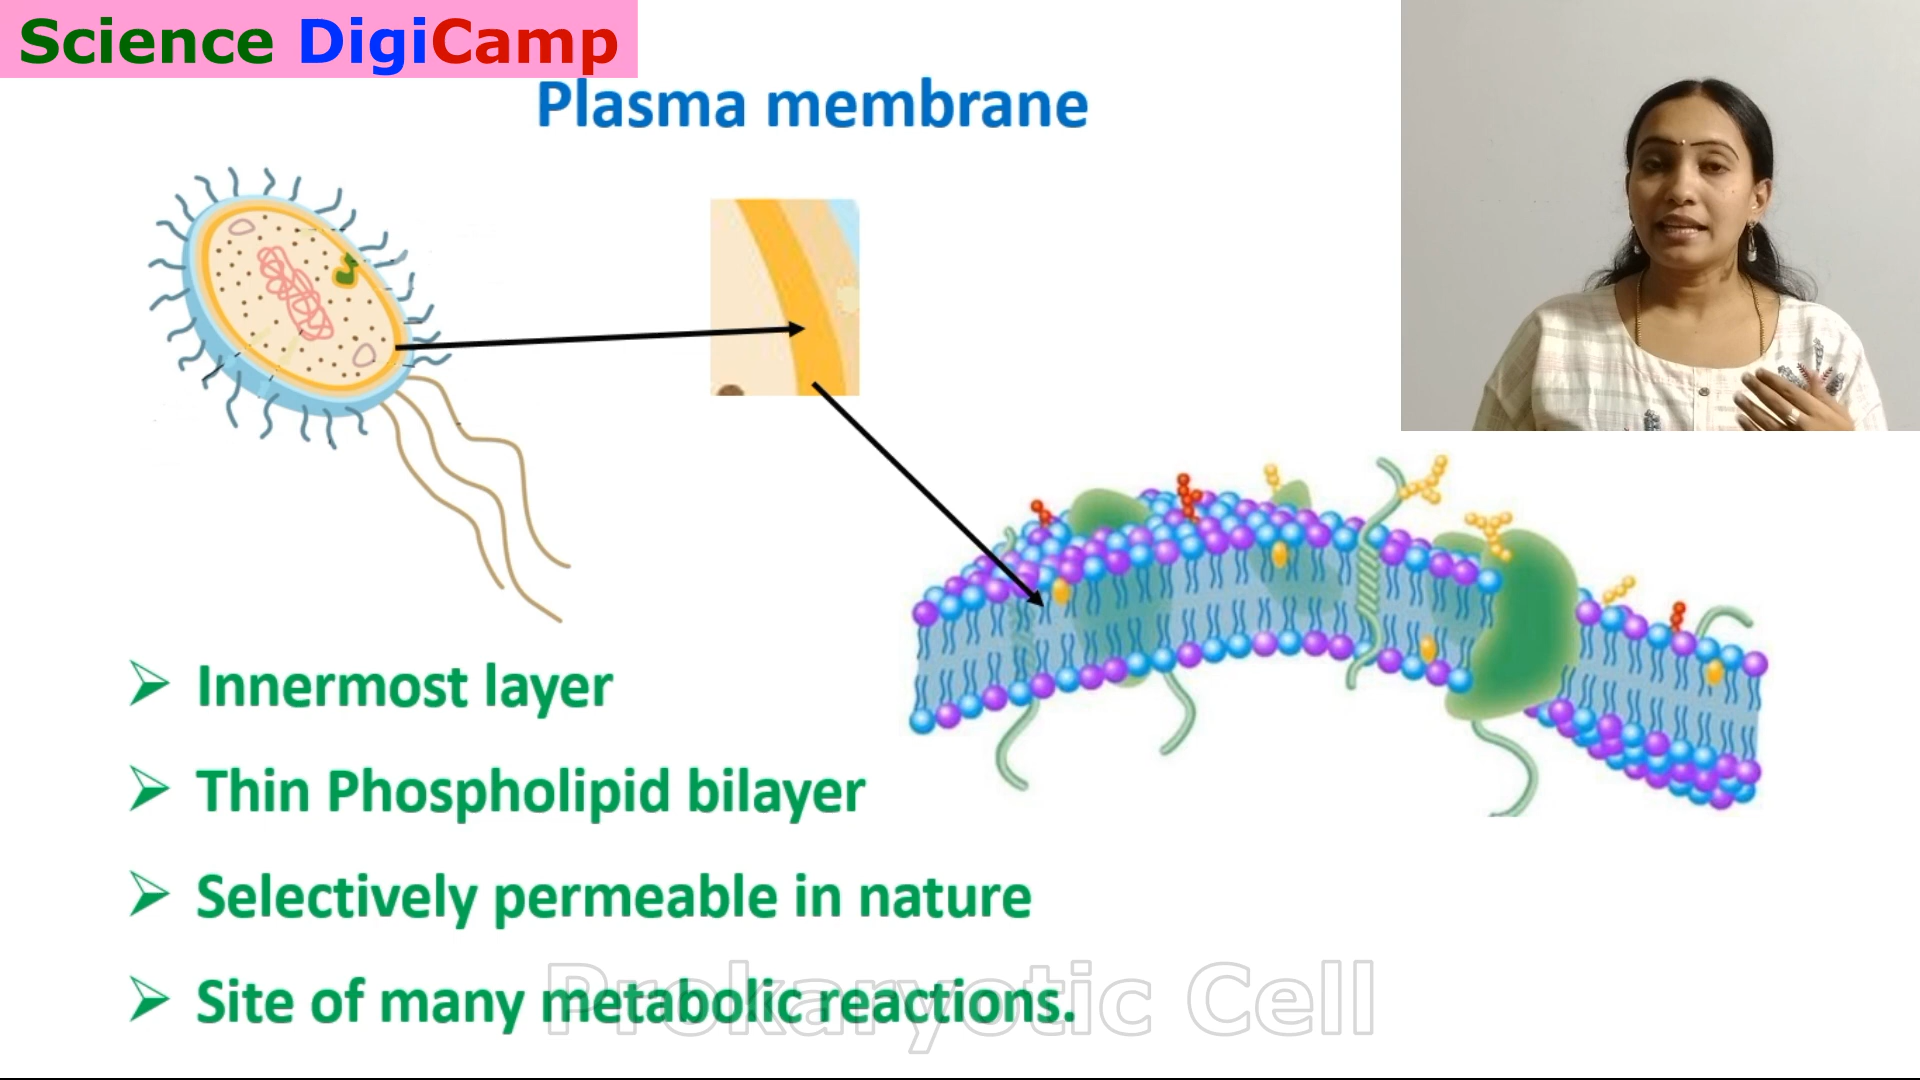 Science DigiCamp
Plasma membrane
Innermost layer
Thin Phospholipid bilayer
Selectively permeable in nature
Site of many metabolic reactions.
Prokaryotic Cell